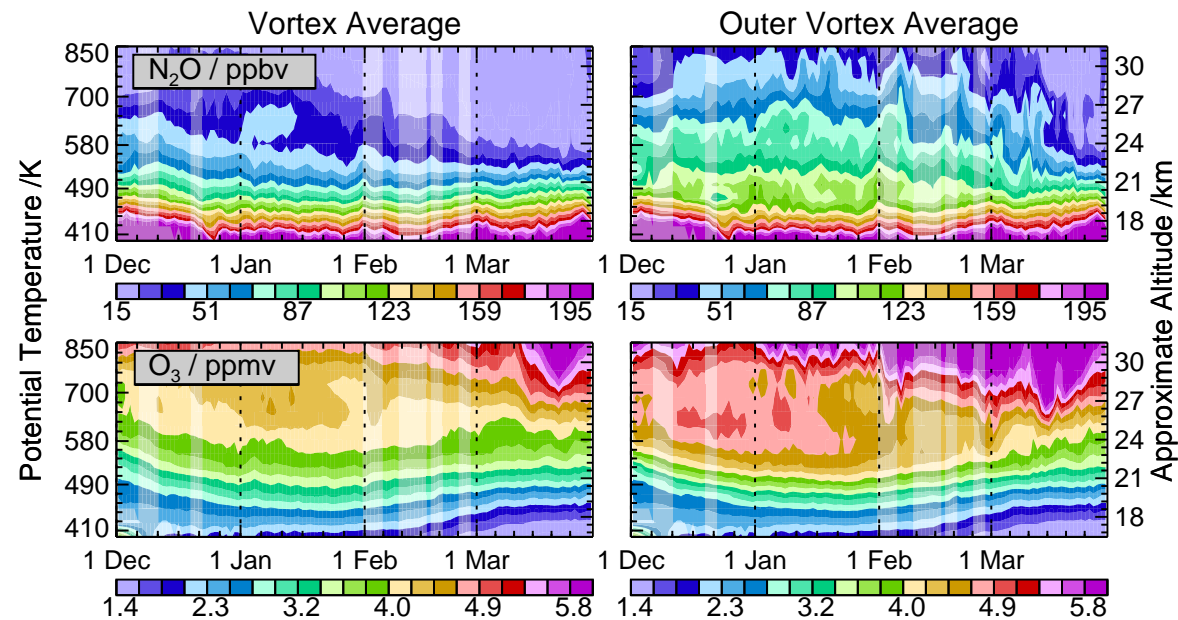 Vortex Average Outer Vortex Average
Potential Temperature /K
Approximate Altitude /km
N₂O / ppbv
850 30
700 27
580 24
490 21
410 18
1 Dec 1 Jan 1 Feb 1 Mar 1 Dec 1 Jan 1 Feb 1 Mar
15 51 87 123 159 195 15 51 87 123 159 195
O₃ / ppmv
850 30
700 27
580 24
490 21
410 18
1 Dec 1 Jan 1 Feb 1 Mar 1 Dec 1 Jan 1 Feb 1 Mar
1.4 2.3 3.2 4.0 4.9 5.8 1.4 2.3 3.2 4.0 4.9 5.8